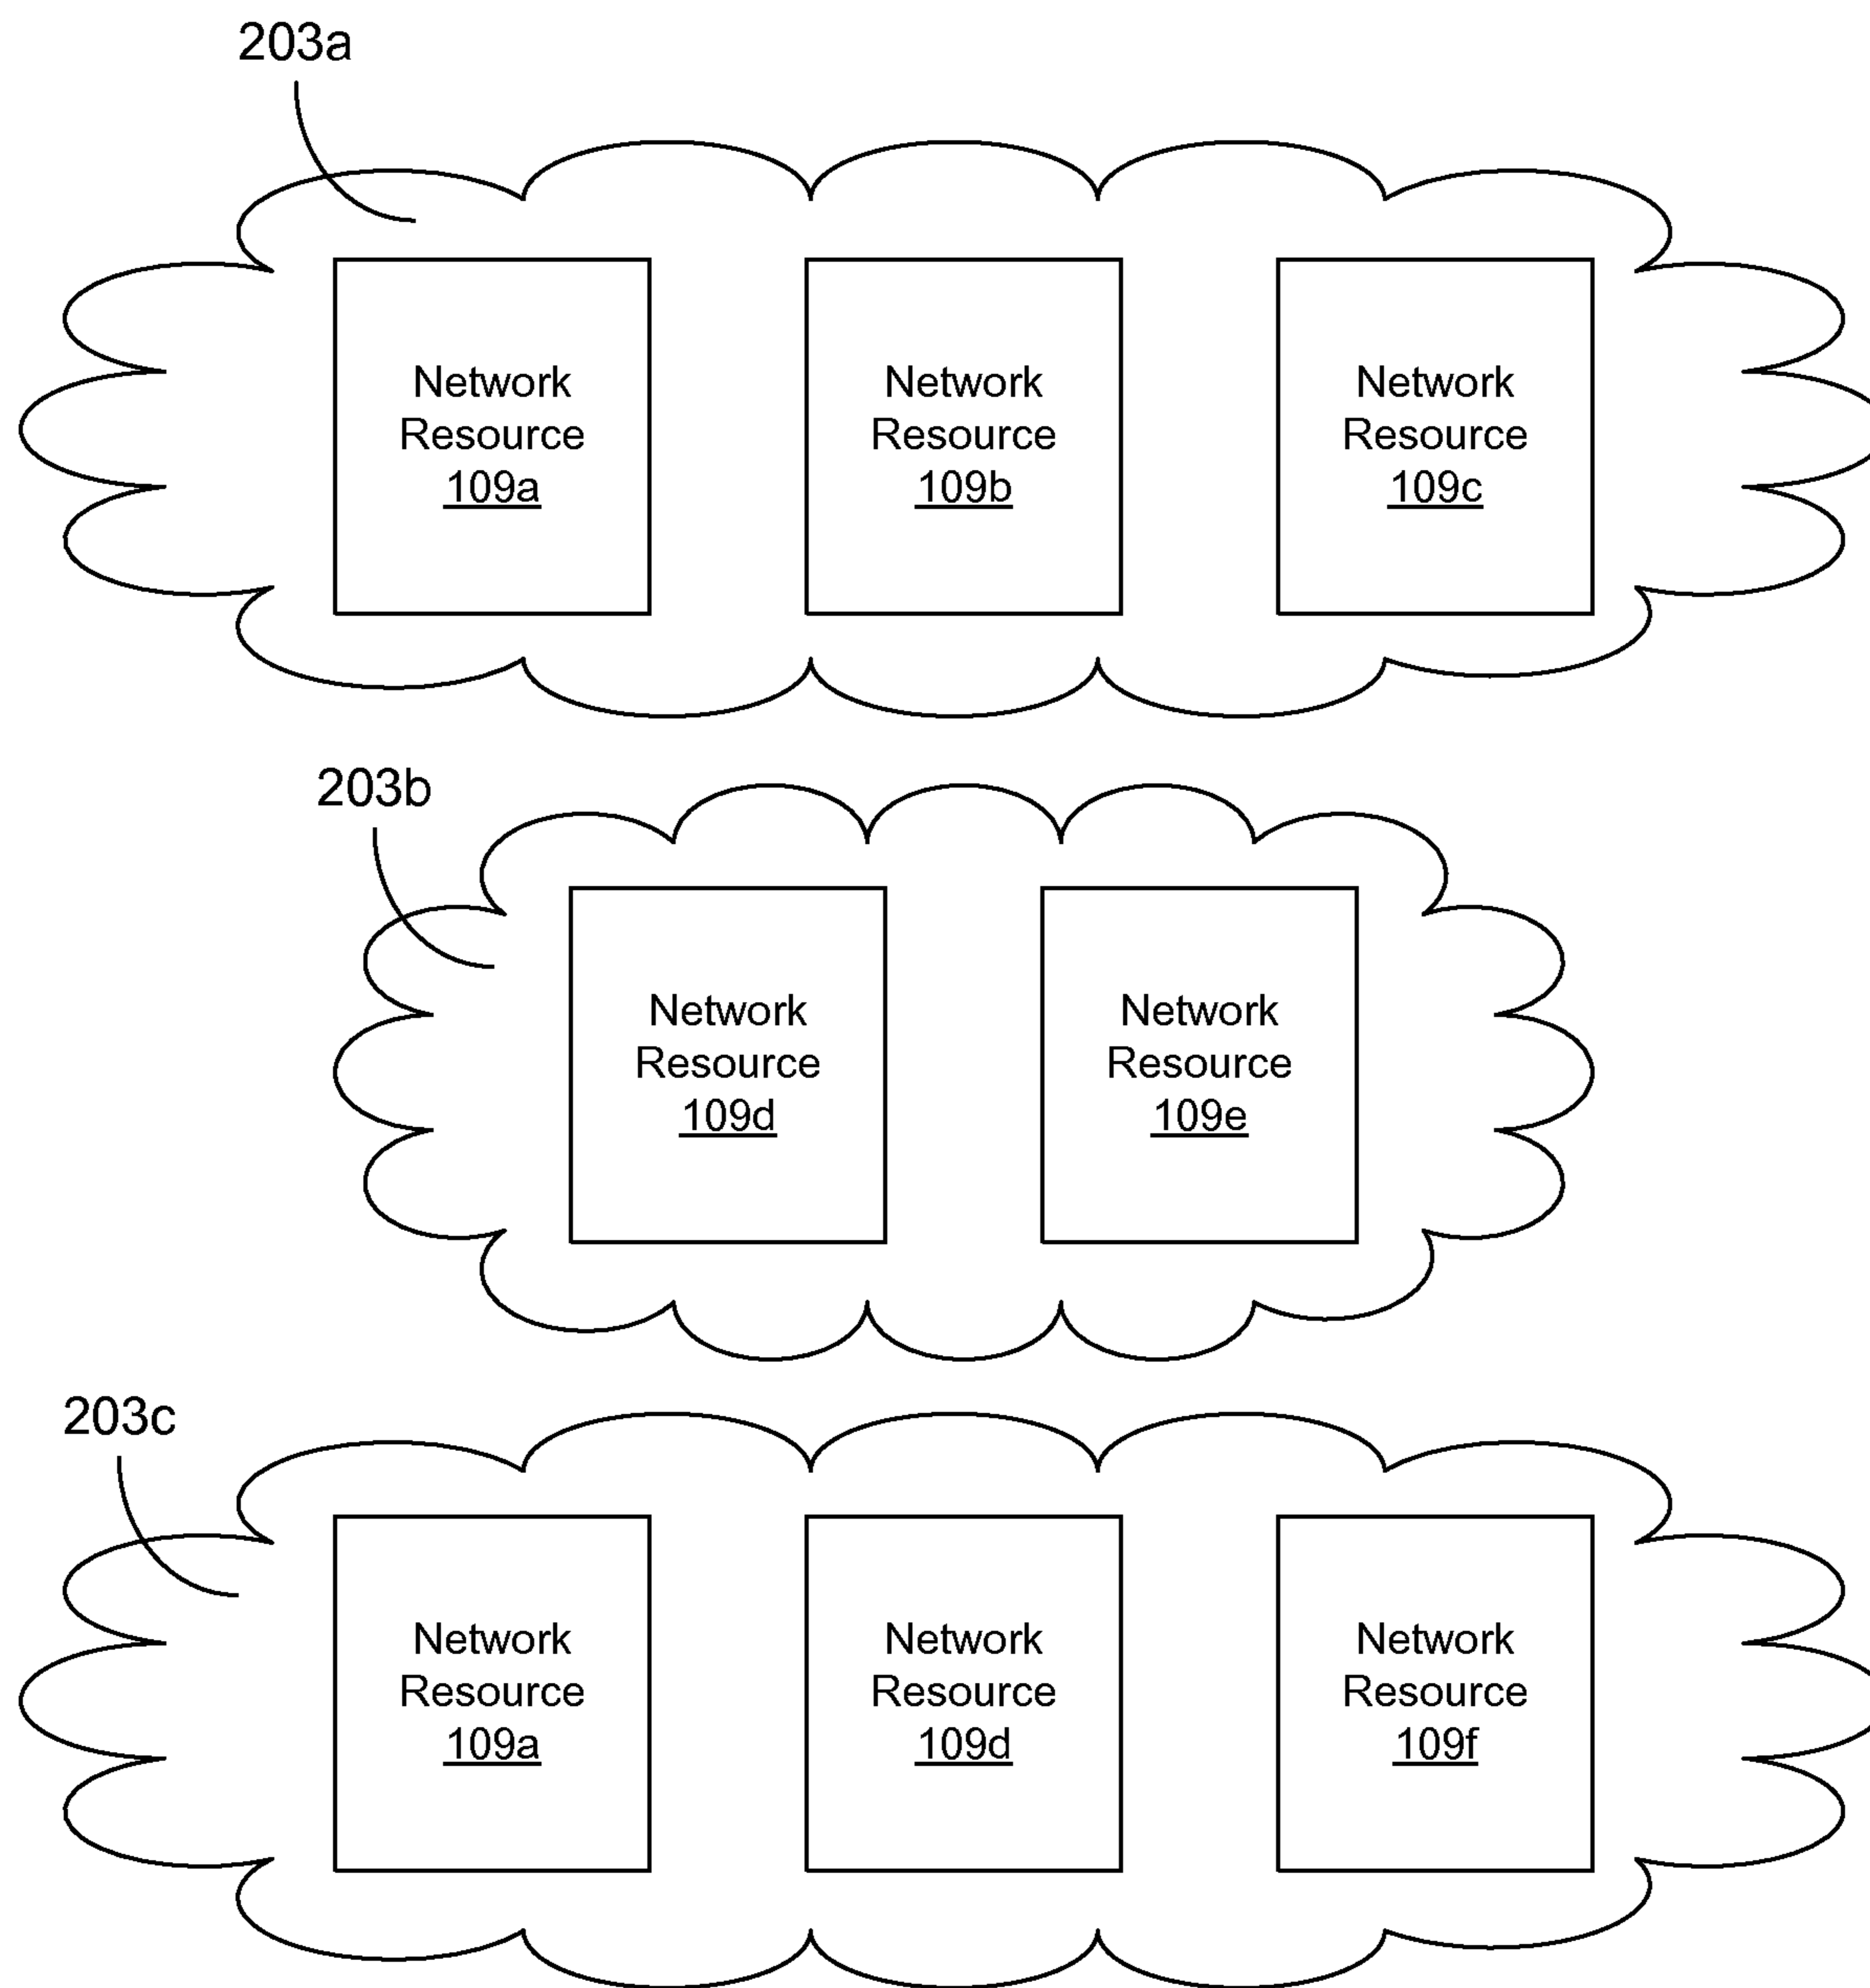 203a
Network Network Network
Resource Resource Resource
109a 109b 109c
203b
Network Network
Resource Resource
109d 109e
203c
Network Network Network
Resource Resource Resource
109a 109d 109f